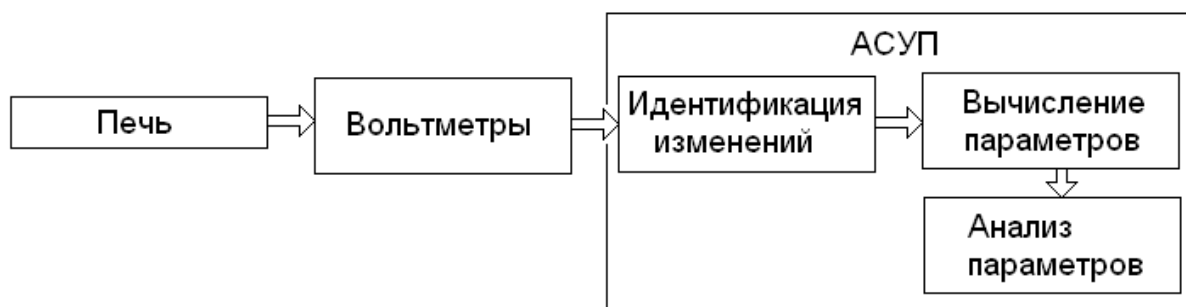 АСУП
Печь
Вольтметры
Идентификация
изменений
Вычисление
параметров
Анализ
параметров